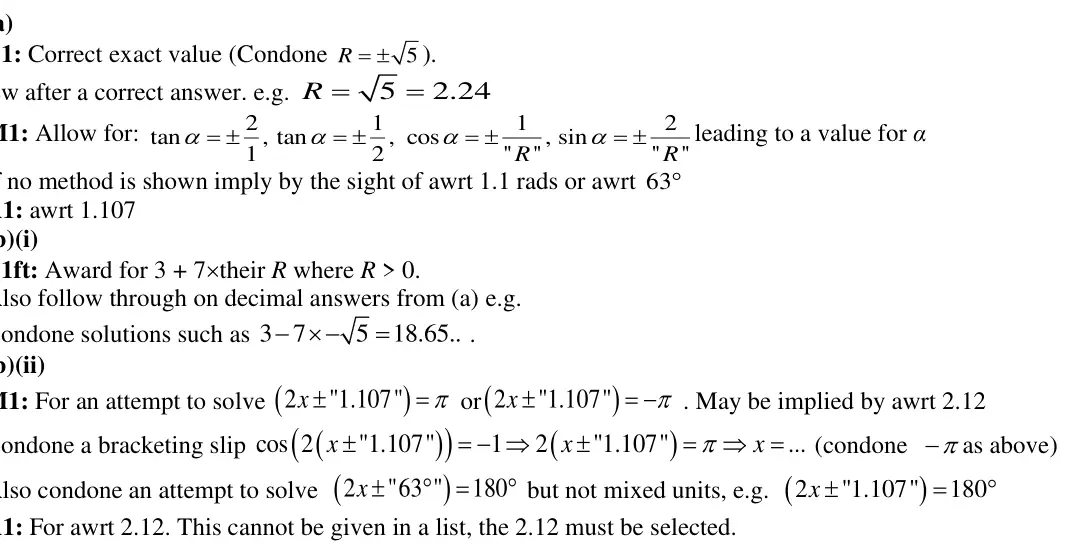 a)
1: Correct exact value (Condone R = ±√5 ).
w after a correct answer. e.g. R = √5 = 2.24
M1: Allow for: tan α = ± 2/1, tan α = ± 1/2, cos α = ± 1/"R", sin α = ± 2/"R" leading to a value for α
no method is shown imply by the sight of awrt 1.1 rads or awrt 63°
1: awrt 1.107
b)(i)
1ft: Award for 3 + 7×their R where R > 0.
lso follow through on decimal answers from (a) e.g.
ondone solutions such as 3 − 7 × −√5 = 18.65.. .
b)(ii)
M1: For an attempt to solve (2x ± "1.107") = π or (2x ± "1.107") = −π . May be implied by awrt 2.12
ondone a bracketing slip cos(2(x ± "1.107")) = −1 ⇒ 2(x ± "1.107") = π ⇒ x = ... (condone −π as above)
lso condone an attempt to solve (2x ± "63°") = 180° but not mixed units, e.g. (2x ± "1.107") = 180°
1: For awrt 2.12. This cannot be given in a list, the 2.12 must be selected.